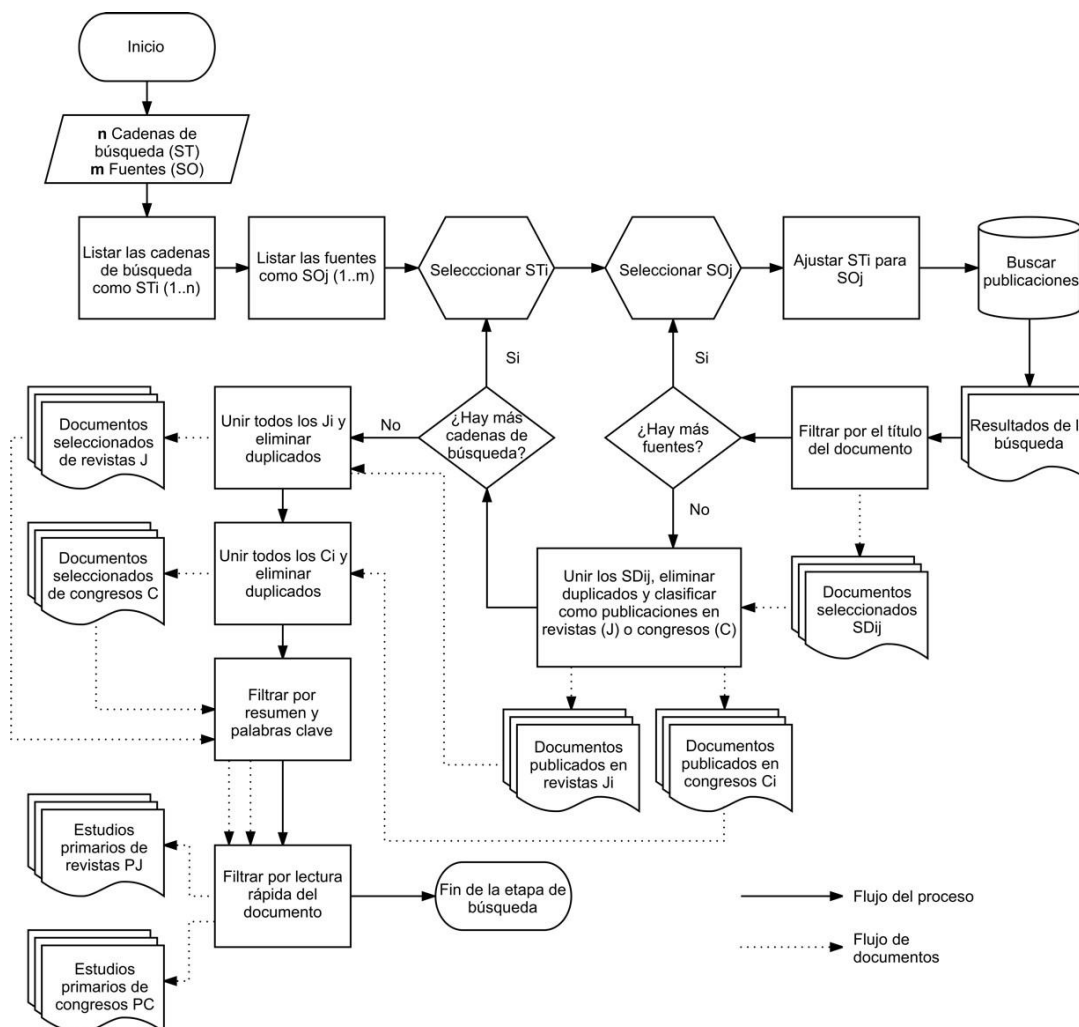 Inicio
n Cadenas de
búsqueda (ST)
m Fuentes (SO)
Listar las cadenas
de búsqueda
como STi (1..n)
Listar las fuentes
como SOj (1..m)
Selecccionar STi
Seleccionar SOj
Ajustar STi para
SOj
Buscar
publicaciones
Si
Si
Documentos
seleccionados
de revistas J
Unir todos los Ji y
eliminar
duplicados
No
¿Hay más
cadenas de
búsqueda?
¿Hay más
fuentes?
Filtrar por el título
del documento
Resultados de l
búsqueda
No
Documentos
seleccionados
de congresos C
Unir todos los Ci y
eliminar
duplicados
Unir los SDij, eliminar
duplicados y clasificar
como publicaciones en
revistas (J) o congresos (C)
Documentos
seleccionados
SDij
Filtrar por
resumen y
palabras clave
Documentos
publicados en
revistas Ji
Documentos
publicados en
congresos Ci
Estudios
primarios de
revistas PJ
Filtrar por lectura
rápida del
documento
Fin de la etapa de
búsqueda
Flujo del proceso
Flujo de
documentos
Estudios
primarios de
congresos PC